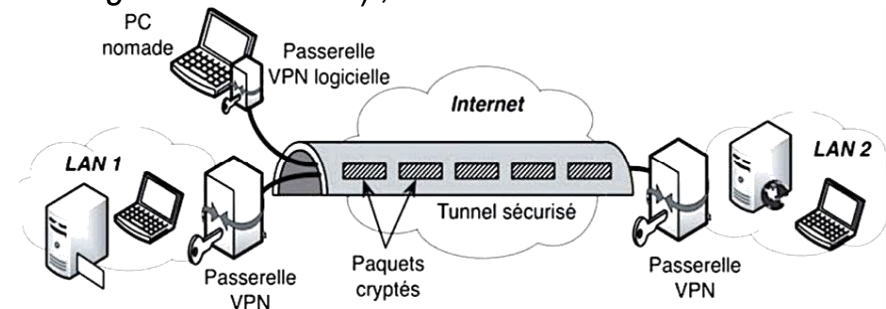 PC
nomade
Passerelle
VPN logicielle
Internet
LAN 1
LAN 2
Tunnel sécurisé
Passerelle
VPN
Paquets
cryptés
Passerelle
VPN